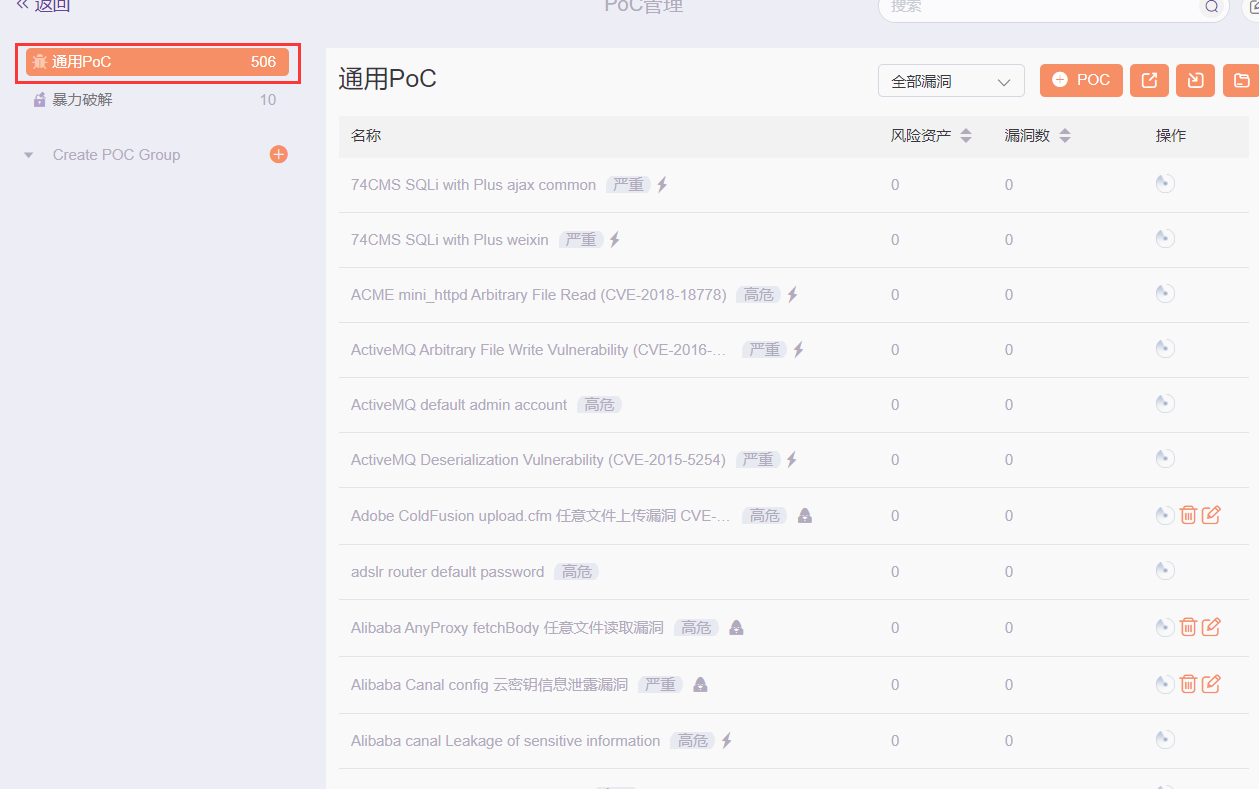 返回
PoC管理
搜索
通用PoC 506
暴力破解 10
Create POC Group
通用PoC
全部漏洞
POC
名称 风险资产 漏洞数 操作
74CMS SQLi with Plus ajax common 严重 0 0
74CMS SQLi with Plus weixin 严重 0 0
ACME mini_httpd Arbitrary File Read (CVE-2018-18778) 高危 0 0
ActiveMQ Arbitrary File Write Vulnerability (CVE-2016-... 严重 0 0
ActiveMQ default admin account 高危 0 0
ActiveMQ Deserialization Vulnerability (CVE-2015-5254) 严重 0 0
Adobe ColdFusion upload.cfm 任意文件上传漏洞 CVE-... 高危 0 0
adslr router default password 高危 0 0
Alibaba AnyProxy fetchBody 任意文件读取漏洞 高危 0 0
Alibaba Canal config 云密钥信息泄露漏洞 严重 0 0
Alibaba canal Leakage of sensitive information 高危 0 0